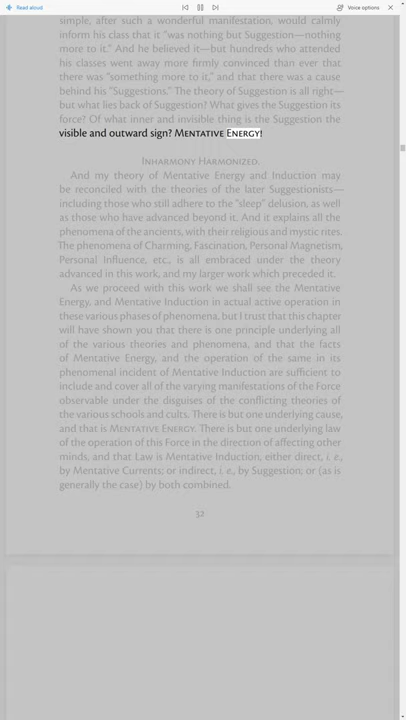 Read aloud
Voice options
simple, after such a wonderful manifestation, would calmly
inform his class that it "was nothing but Suggestion—nothing
more to it." And he believed it—but hundreds who attended
his classes went away more firmly convinced than ever that
there was "something more to it," and that there was a cause
behind his "Suggestions." The theory of Suggestion is all right—
but what lies back of Suggestion? What gives the Suggestion its
force? Of what inner and invisible thing is the Suggestion the
visible and outward sign? Mentative Energy!
Inharmony Harmonized.
And my theory of Mentative Energy and Induction may
be reconciled with the theories of the later Suggestionists—
including those who still adhere to the "sleep" delusion, as well
as those who have advanced beyond it. And it explains all the
phenomena of the ancients, with their religious and mystic rites.
The phenomena of Charming, Fascination, Personal Magnetism,
Personal Influence, etc., is all embraced under the theory
advanced in this work, and my larger work which preceded it.
As we proceed with this work we shall see the Mentative
Energy, and Mentative Induction in actual active operation in
these various phases of phenomena, but I trust that this chapter
will have shown you that there is one principle underlying all
of the various theories and phenomena, and that the facts
of Mentative Energy, and the operation of the same in its
phenomenal incident of Mentative Induction are sufficient to
include and cover all of the varying manifestations of the Force
observable under the disguises of the conflicting theories of
the various schools and cults. There is but one underlying cause,
and that is Mentative Energy. There is but one underlying law
of the operation of this Force in the direction of affecting other
minds, and that Law is Mentative Induction, either direct, i. e.,
by Mentative Currents; or indirect, i. e., by Suggestion; or (as is
generally the case) by both combined.
32